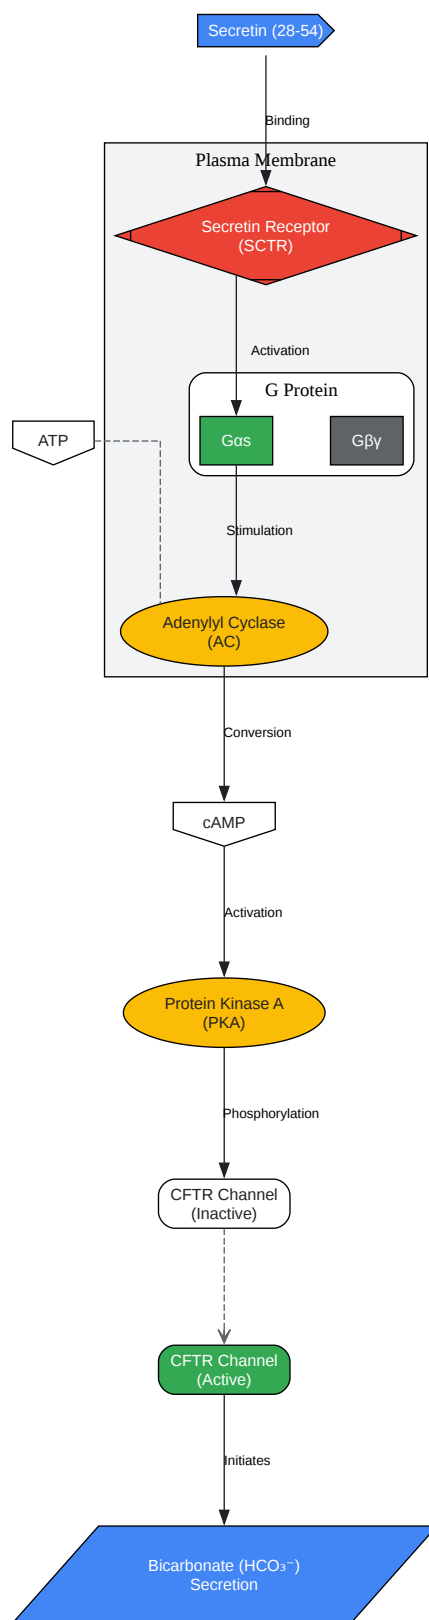 Secretin (28-54)
Binding
Plasma Membrane
Secretin Receptor
(SCTR)
Activation
G Protein
Gαs
Gβγ
ATP
Stimulation
Adenylyl Cyclase
(AC)
Conversion
cAMP
Activation
Protein Kinase A
(PKA)
Phosphorylation
CFTR Channel
(Inactive)
CFTR Channel
(Active)
Initiates
Bicarbonate (HCO₃⁻)
Secretion